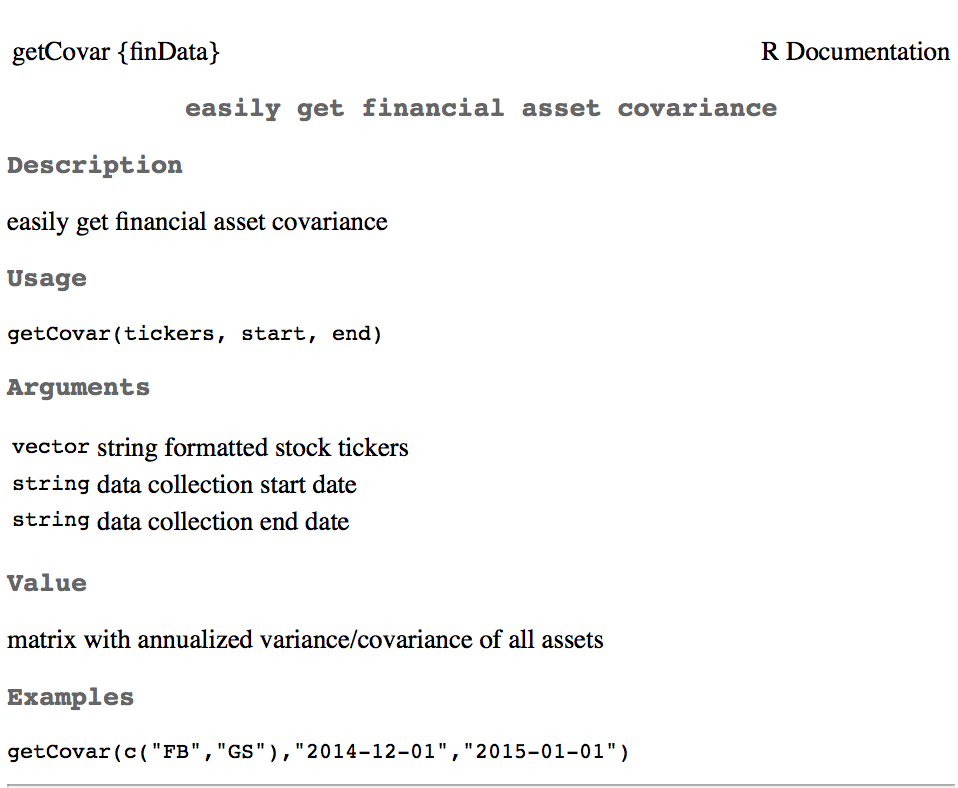 getCovar {finData} R Documentation
easily get financial asset covariance
Description
easily get financial asset covariance
Usage
getCovar(tickers, start, end)
Arguments
vector string formatted stock tickers
string data collection start date
string data collection end date
Value
matrix with annualized variance/covariance of all assets
Examples
getCovar(c("FB","GS"),"2014-12-01","2015-01-01")